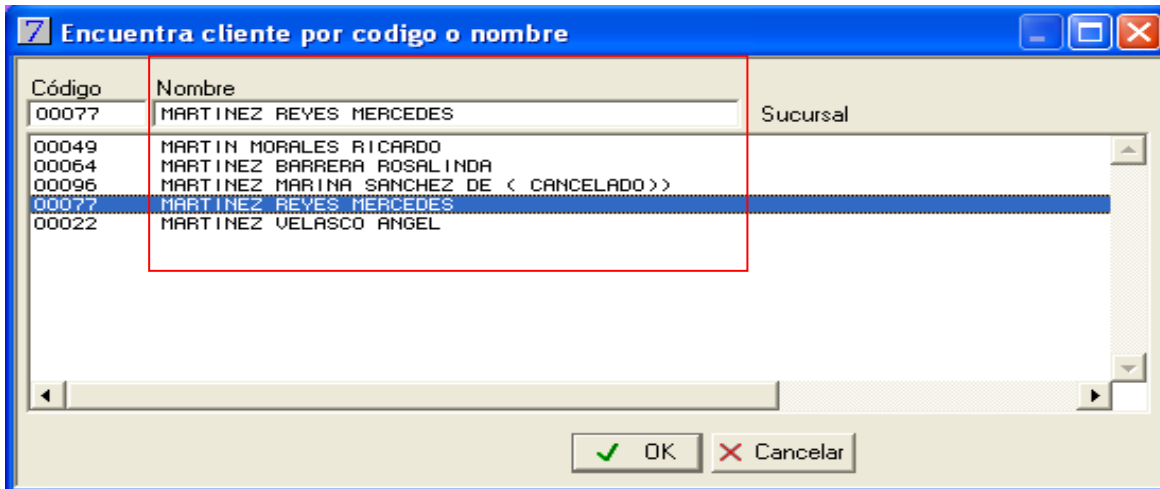 7 Encuentra cliente por codigo o nombre
Código Nombre
00077 MARTINEZ REYES MERCEDES Sucursal
00049 MARTIN MORALES RICARDO
00064 MARTINEZ BARRERA ROSALINDA
00096 MARTINEZ MARINA SANCHEZ DE ( CANCELADO))
00077 MARTINEZ REYES MERCEDES
00022 MARTINEZ VELASCO ANGEL
OK Cancelar